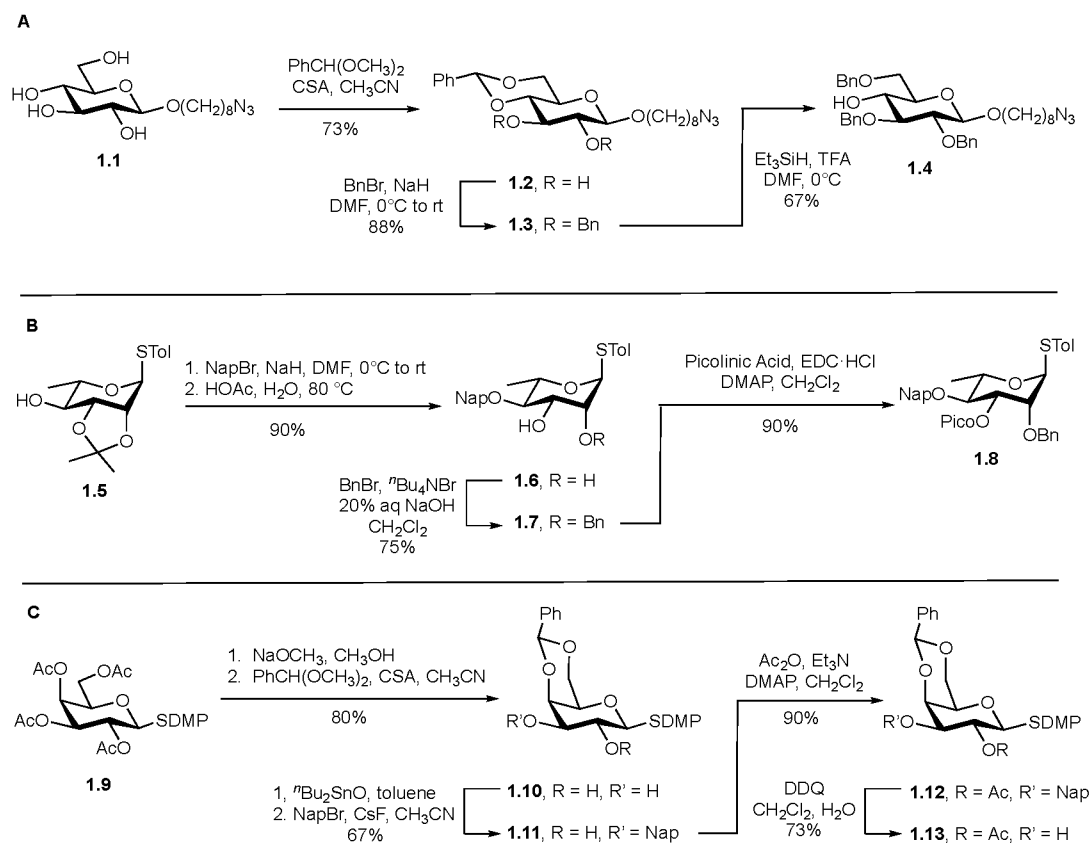 A
HO
OH
HO
HO
OH
O
O(CH2)8N3
1.1
PhCH(OCH3)2
CSA, CH3CN
73%
Ph
O
O
RO
O
OR
O(CH2)8N3
1.2, R = H
BnBr, NaH
DMF, 0°C to rt
88%
1.3, R = Bn
Et3SiH, TFA
DMF, 0°C
67%
BnO
HO
BnO
O
OBn
O(CH2)8N3
1.4
B
STol
O
HO
O
O
1.5
1. NapBr, NaH, DMF, 0°C to rt
2. HOAc, H2O, 80 °C
90%
STol
O
NapO
HO
OR
1.6, R = H
BnBr, nBu4NBr
20% aq NaOH
CH2Cl2
75%
1.7, R = Bn
Picolinic Acid, EDC·HCl
DMAP, CH2Cl2
90%
STol
O
NapO
PicoO
OBn
1.8
C
AcO
OAc
O
AcO
SDMP
AcO
1.9
1. NaOCH3, CH3OH
2. PhCH(OCH3)2, CSA, CH3CN
80%
Ph
O
O
O
R'O
SDMP
OR
1.10, R = H, R' = H
1, nBu2SnO, toluene
2. NapBr, CsF, CH3CN
67%
1.11, R = H, R' = Nap
Ac2O, Et3N
DMAP, CH2Cl2
90%
Ph
O
O
O
R'O
SDMP
OR
1.12, R = Ac, R' = Nap
DDQ
CH2Cl2, H2O
73%
1.13, R = Ac, R' = H